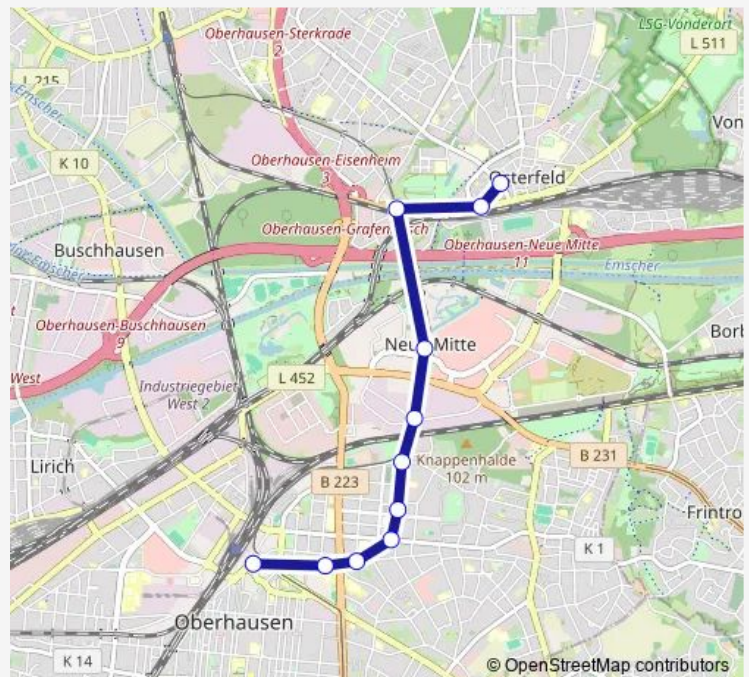 LSG-Vonderort
Oberhausen-Sterkrade
2
L 511
L 215
Emscher
Von
K 10
Oberhausen-Eisenheim
3
Osterfeld
Oberhausen-Neue Mitte
11
Buschhausen
Emscher
Oberhausen-Buschhausen
9
Neue Mitte
Borb
West
L 452
Industriegebiet
West 2
B 231
Knappenhalde
102 m
Lirich
B 223
Frintro
K 1
Oberhausen
K 14
© OpenStreetMap contributors